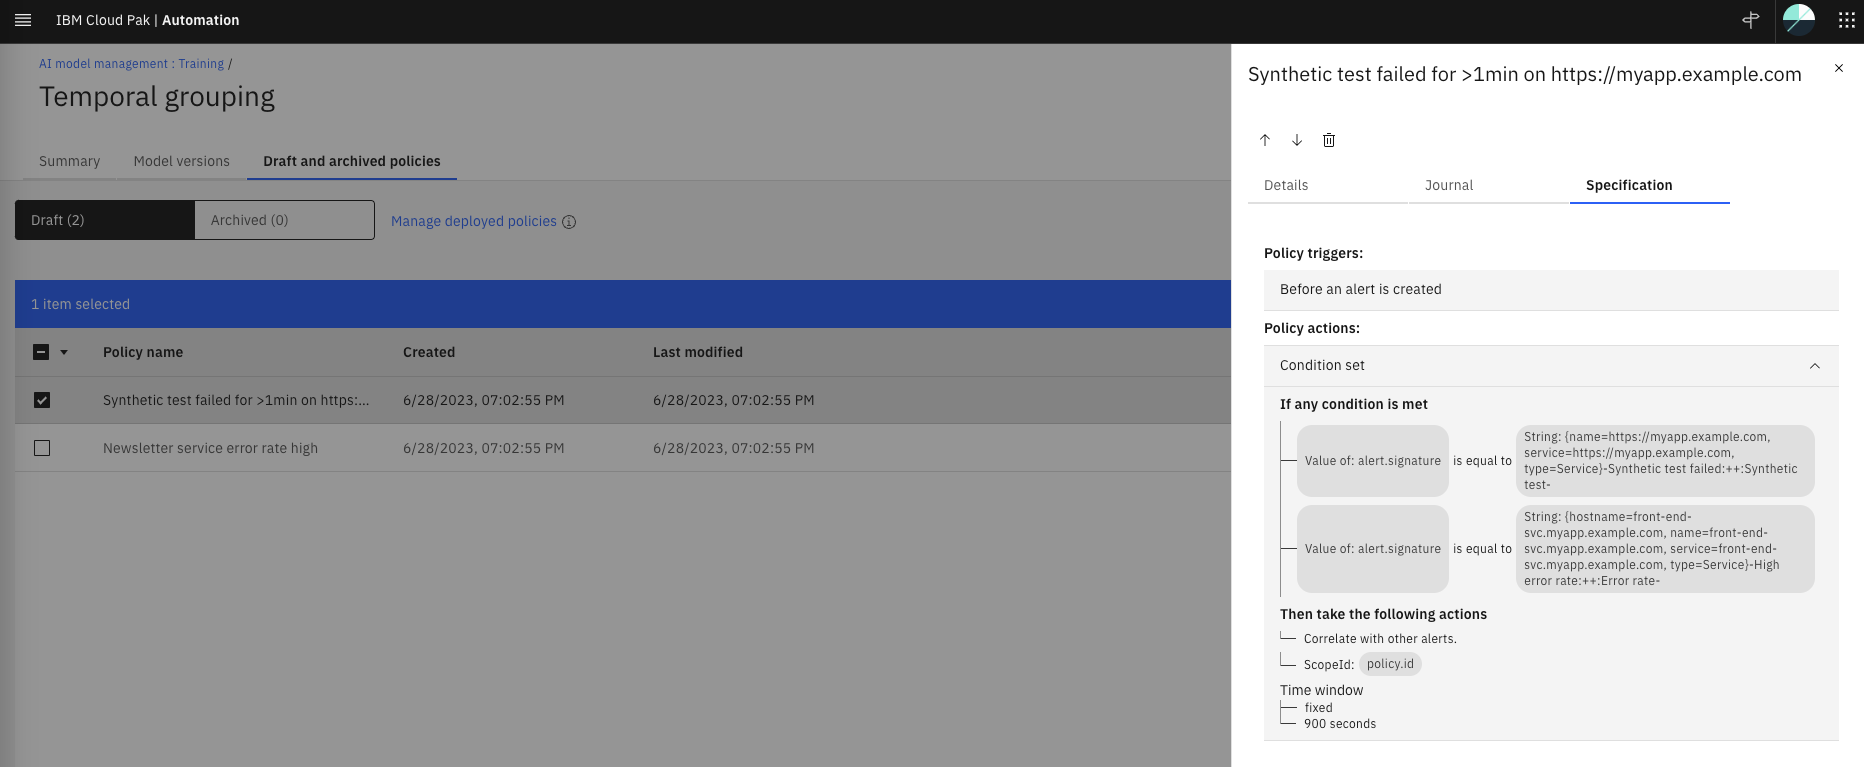 IBM Cloud Pak | Automation
AI model management : Training /
Temporal grouping
Summary
Model versions
Draft and archived policies
Draft (2)
Archived (0)
Manage deployed policies
1 item selected
Policy name
Created
Last modified
Synthetic test failed for >1min on https:...
6/28/2023, 07:02:55 PM
6/28/2023, 07:02:55 PM
Newsletter service error rate high
6/28/2023, 07:02:55 PM
6/28/2023, 07:02:55 PM
Synthetic test failed for >1min on https://myapp.example.com
Details
Journal
Specification
Policy triggers:
Before an alert is created
Policy actions:
Condition set
If any condition is met
Value of: alert.signature
is equal to
String: {name=https://myapp.example.com,
service=https://myapp.example.com,
type=Service}-Synthetic test failed:++:Synthetic
test-
Value of: alert.signature
is equal to
String: {hostname=front-end-
svc.myapp.example.com, name=front-end-
svc.myapp.example.com, service=front-end-
svc.myapp.example.com, type=Service}-High
error rate:++:Error rate-
Then take the following actions
Correlate with other alerts.
ScopeId: policy.id
Time window
fixed
900 seconds